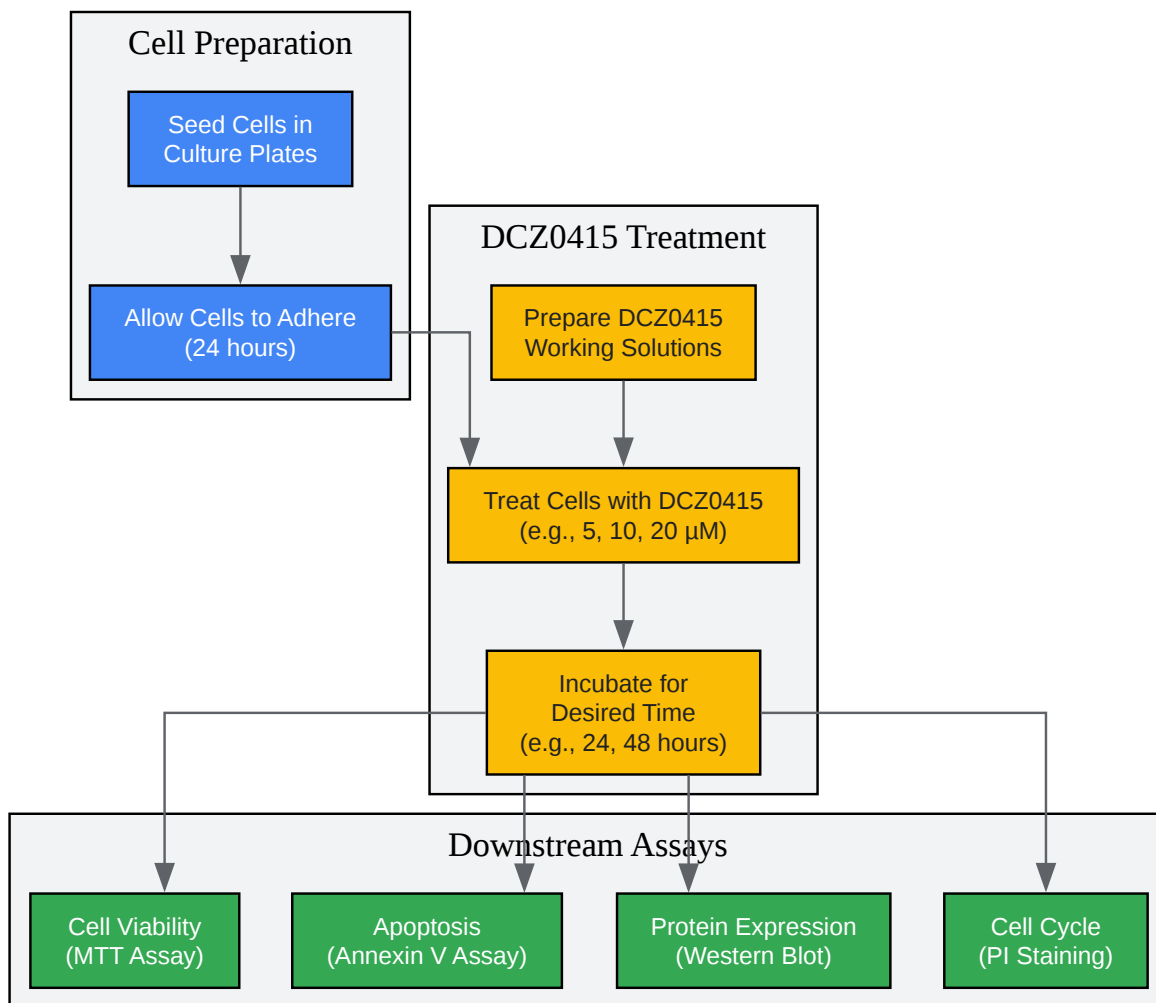 Cell Preparation
Seed Cells in
Culture Plates
Allow Cells to Adhere
(24 hours)
DCZ0415 Treatment
Prepare DCZ0415
Working Solutions
Treat Cells with DCZ0415
(e.g., 5, 10, 20 µM)
Incubate for
Desired Time
(e.g., 24, 48 hours)
Downstream Assays
Cell Viability
(MTT Assay)
Apoptosis
(Annexin V Assay)
Protein Expression
(Western Blot)
Cell Cycle
(PI Staining)